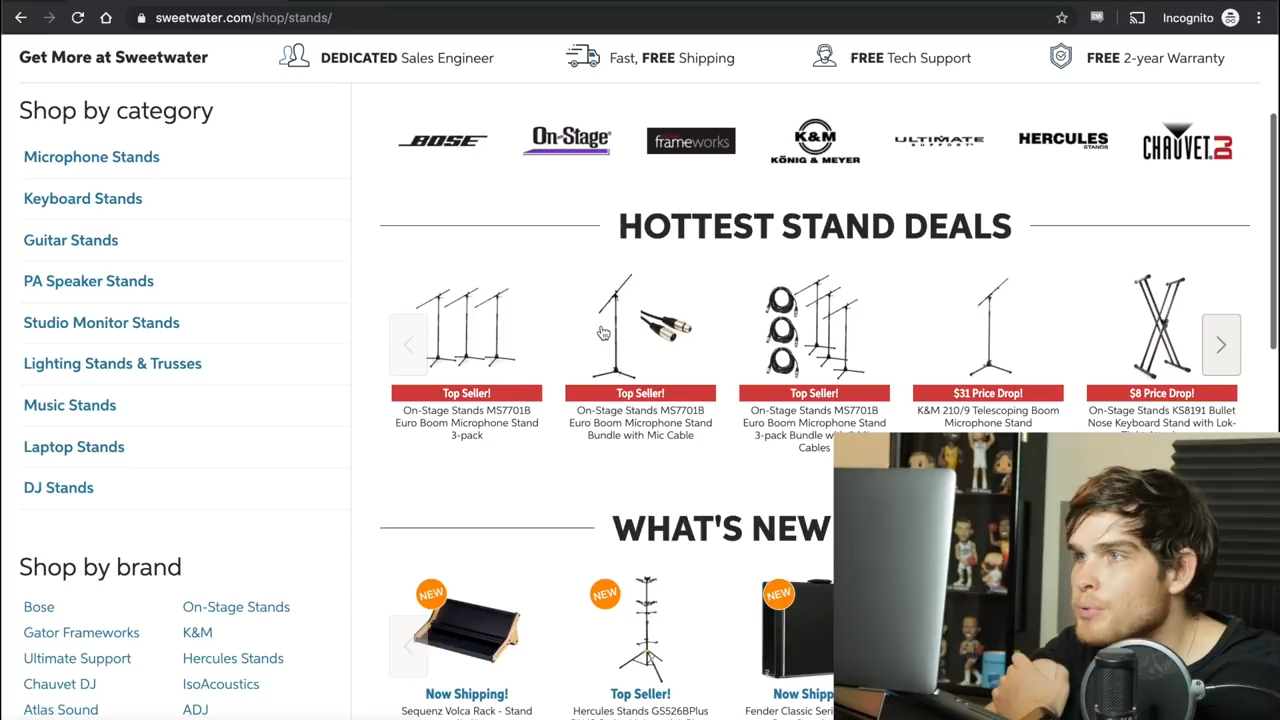 sweetwater.com/shop/stands/
Incognito
Get More at Sweetwater
DEDICATED Sales Engineer
Fast, FREE Shipping
FREE Tech Support
FREE 2-year Warranty
Shop by category
Microphone Stands
Keyboard Stands
Guitar Stands
PA Speaker Stands
Studio Monitor Stands
Lighting Stands & Trusses
Music Stands
Laptop Stands
DJ Stands
Shop by brand
Bose
On-Stage Stands
Gator Frameworks
K&M
Ultimate Support
Hercules Stands
Chauvet DJ
IsoAcoustics
Atlas Sound
ADJ
BOSE
On-Stage
frameworks
K&M
KÖNIG & MEYER
ULTIMATE
SUPPORT
HERCULES
STANDS
CHAUVET DJ
HOTTEST STAND DEALS
Top Seller!
On-Stage Stands MS7701B
Euro Boom Microphone Stand
3-pack
Top Seller!
On-Stage Stands MS7701B
Euro Boom Microphone Stand
Bundle with Mic Cable
Top Seller!
On-Stage Stands MS7701B
Euro Boom Microphone Stand
3-pack Bundle with
Cables
$31 Price Drop!
K&M 210/9 Telescoping Boom
Microphone Stand
$8 Price Drop!
On-Stage Stands KS8191 Bullet
Nose Keyboard Stand with Lok-
WHAT'S NEW
NEW
Now Shipping!
Sequenz Volca Rack - Stand
NEW
Top Seller!
Hercules Stands GS526BPlus
NEW
Now Shipp
Fender Classic Seri